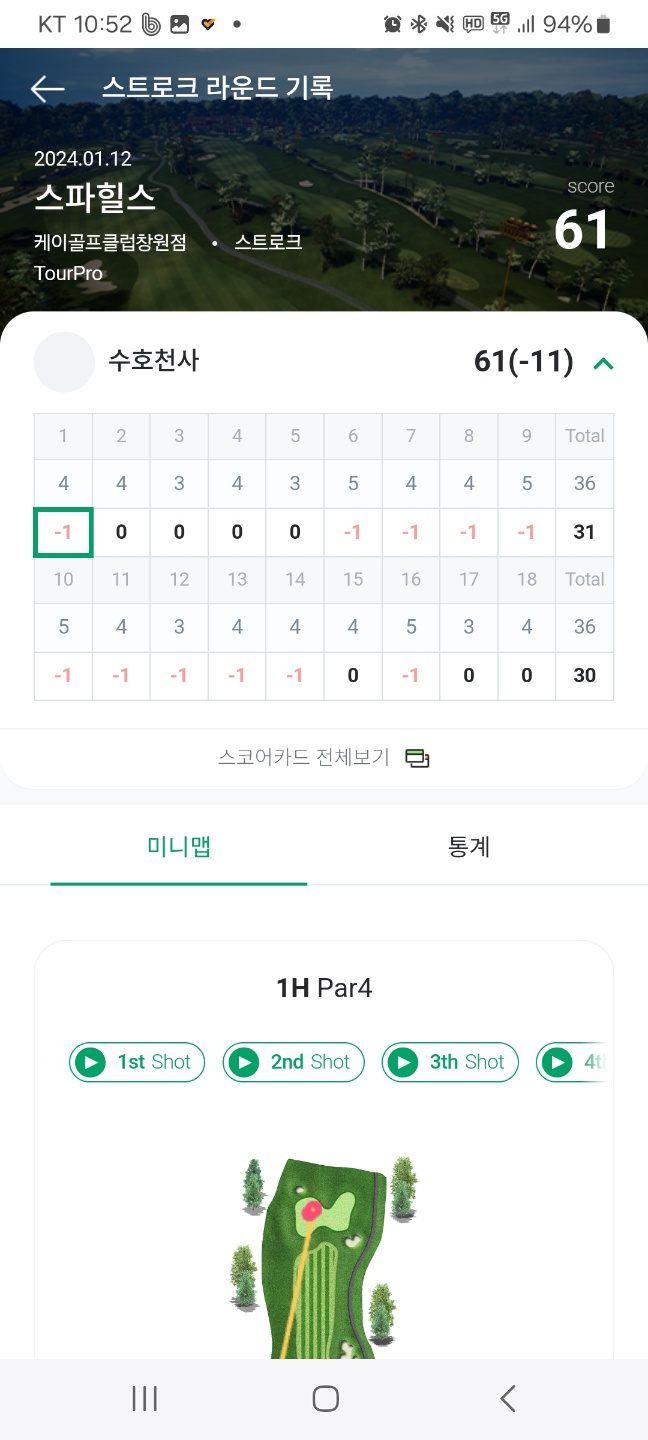 KT 10:52 HD 5G 94%
스트로크 라운드 기록
2024.01.12
스파힐스
score
61
케이골프클럽창원점 • 스트로크
TourPro
수호천사 61(-11)
1 2 3 4 5 6 7 8 9 Total
4 4 3 4 3 5 4 4 5 36
-1 0 0 0 0 -1 -1 -1 -1 31
10 11 12 13 14 15 16 17 18 Total
5 4 3 4 4 4 5 3 4 36
-1 -1 -1 -1 -1 0 -1 0 0 30
스코어카드 전체보기
미니맵 통계
1H Par4
1st Shot 2nd Shot 3th Shot 4t